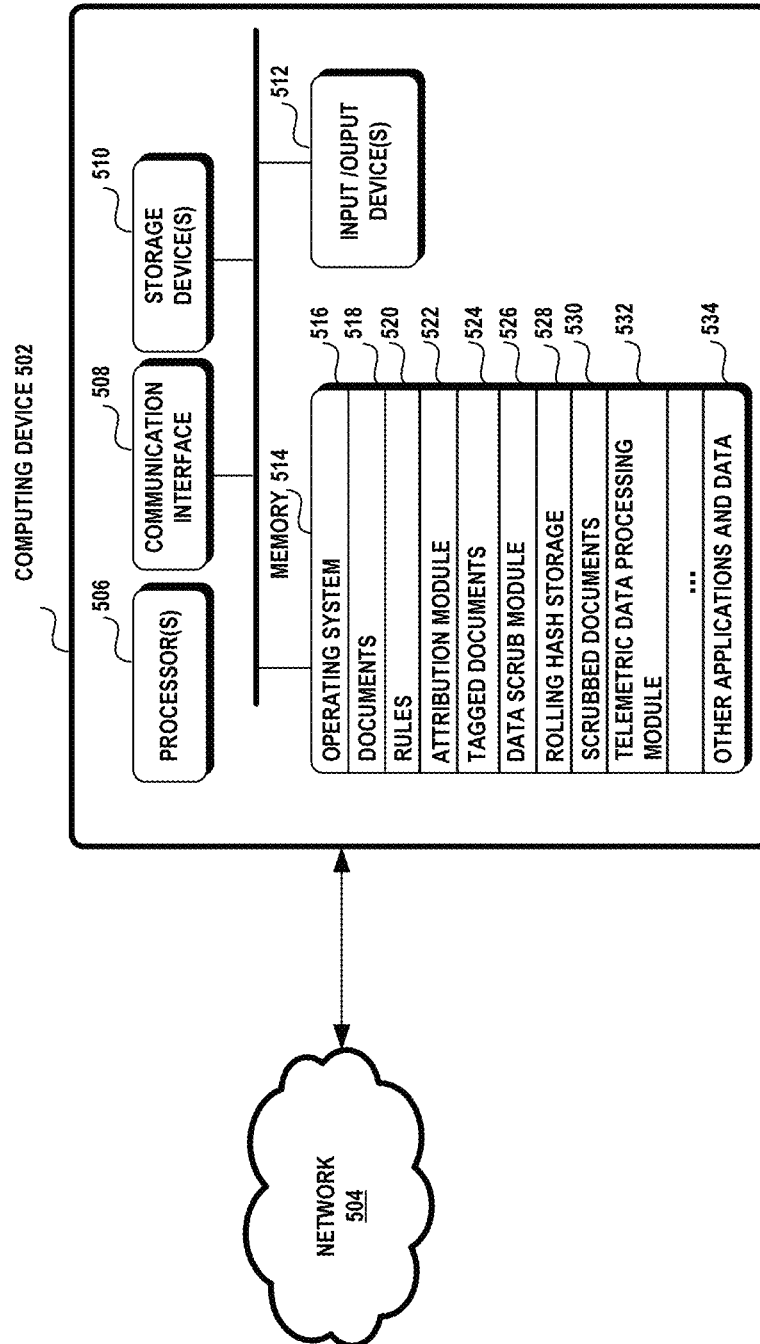 COMPUTING DEVICE 502
506
PROCESSOR(S)
508
COMMUNICATION
INTERFACE
510
STORAGE
DEVICE(S)
512
INPUT /OUPUT
DEVICE(S)
MEMORY 514
OPERATING SYSTEM
516
DOCUMENTS
518
RULES
520
ATTRIBUTION MODULE
522
TAGGED DOCUMENTS
524
DATA SCRUB MODULE
526
ROLLING HASH STORAGE
528
SCRUBBED DOCUMENTS
530
TELEMETRIC DATA PROCESSING
MODULE
532
...
OTHER APPLICATIONS AND DATA
534
NETWORK
504